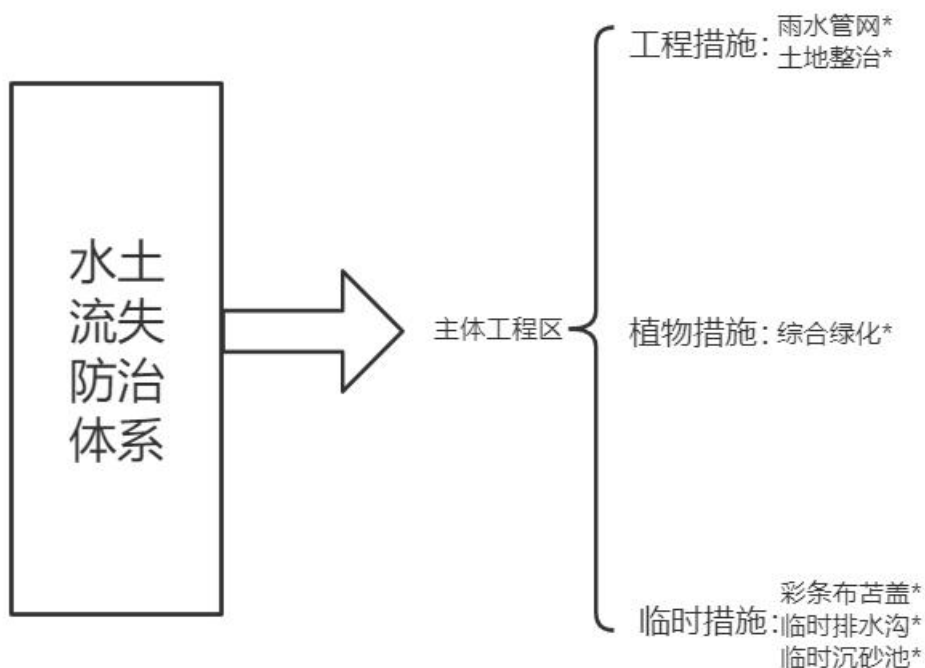 水土
流失
防治
体系
主体工程区
工程措施：
雨水管网*
土地整治*
植物措施：综合绿化*
临时措施：
彩条布苫盖*
临时排水沟*
临时沉砂池*